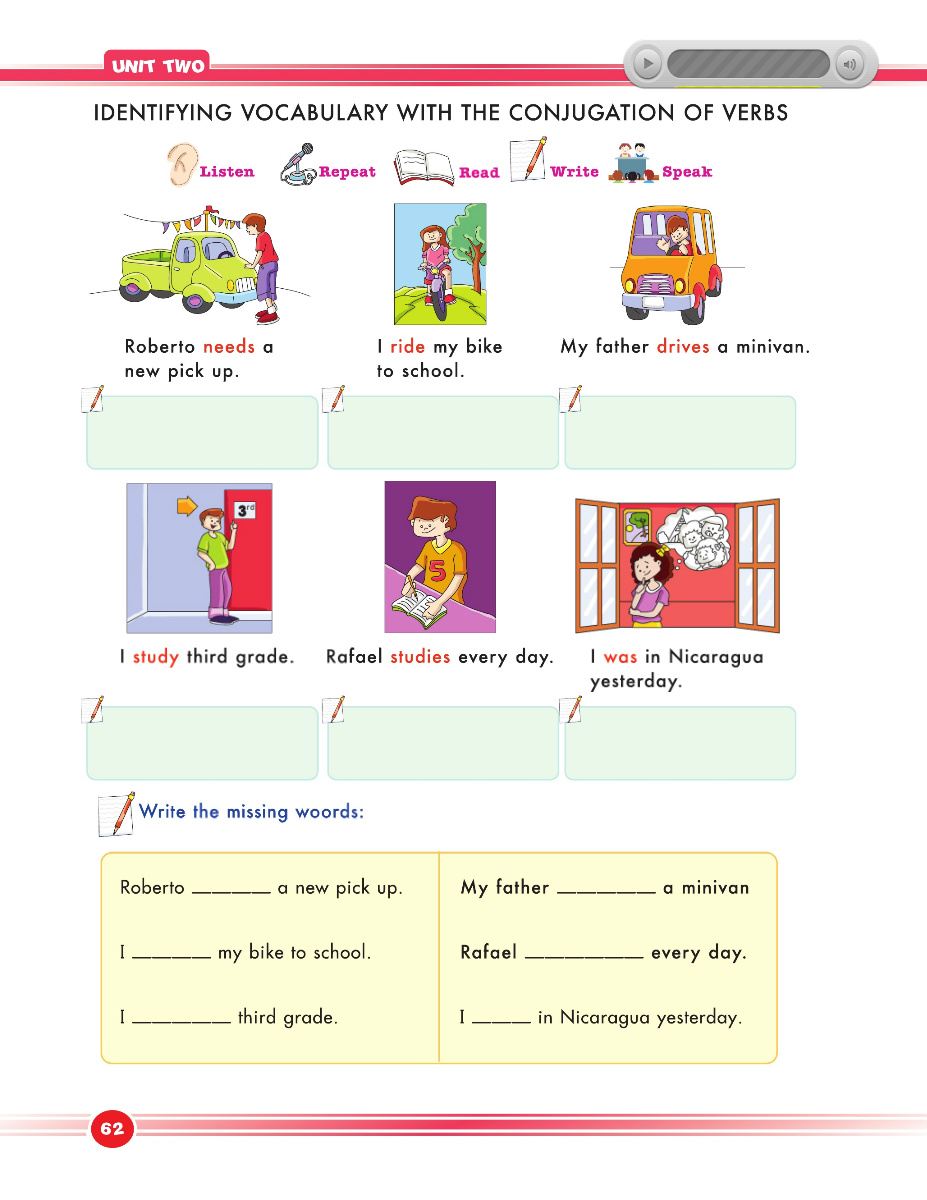 UNIT TWO
IDENTIFYING VOCABULARY WITH THE CONJUGATION OF VERBS
Listen
Repeat
Read
Write
Speak
Roberto needs a
new pick up.
I ride my bike
to school.
My father drives a minivan.
3rd
5
I study third grade.
Rafael studies every day.
I was in Nicaragua
yesterday.
Write the missing woords:
Roberto ________ a new pick up.
I ________ my bike to school.
I __________ third grade.
My father __________ a minivan
Rafael ____________ every day.
I ______ in Nicaragua yesterday.
62